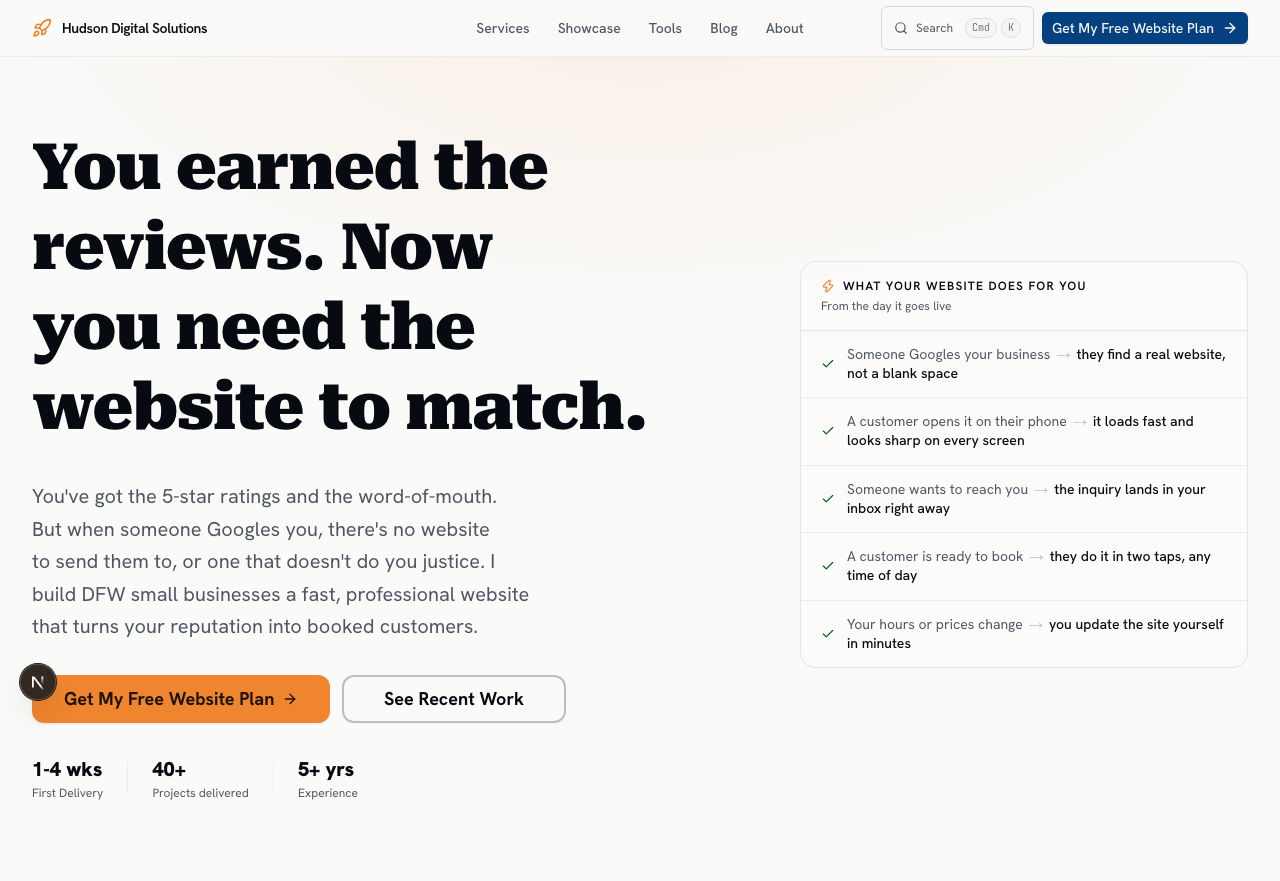 Hudson Digital Solutions
Services
Showcase
Tools
Blog
About
Search
Cmd
K
Get My Free Website Plan →
You earned the
reviews. Now
you need the
website to match.
You've got the 5-star ratings and the word-of-mouth.
But when someone Googles you, there's no website
to send them to, or one that doesn't do you justice. I
build DFW small businesses a fast, professional website
that turns your reputation into booked customers.
N
Get My Free Website Plan →
See Recent Work
1-4 wks
First Delivery
40+
Projects delivered
5+ yrs
Experience
WHAT YOUR WEBSITE DOES FOR YOU
From the day it goes live
Someone Googles your business → they find a real website,
not a blank space
A customer opens it on their phone → it loads fast and
looks sharp on every screen
Someone wants to reach you → the inquiry lands in your
inbox right away
A customer is ready to book → they do it in two taps, any
time of day
Your hours or prices change → you update the site yourself
in minutes